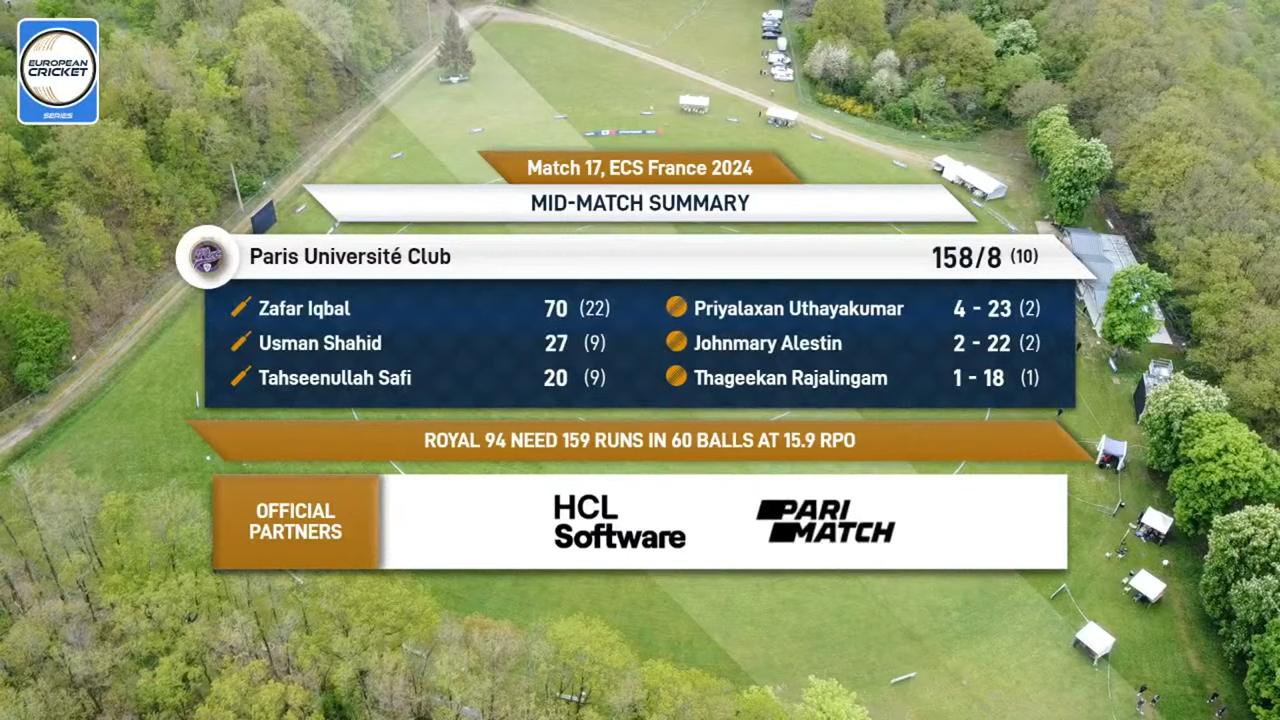 EUROPEAN
CRICKET
SERIES
Match 17, ECS France 2024
MID-MATCH SUMMARY
Paris Université Club 158/8 (10)
Zafar Iqbal 70 (22) Priyalaxan Uthayakumar 4 - 23 (2)
Usman Shahid 27 (9) Johnmary Alestin 2 - 22 (2)
Tahseenullah Safi 20 (9) Thageekan Rajalingam 1 - 18 (1)
ROYAL 94 NEED 159 RUNS IN 60 BALLS AT 15.9 RPO
OFFICIAL
PARTNERS
HCL
Software
PARI
MATCH